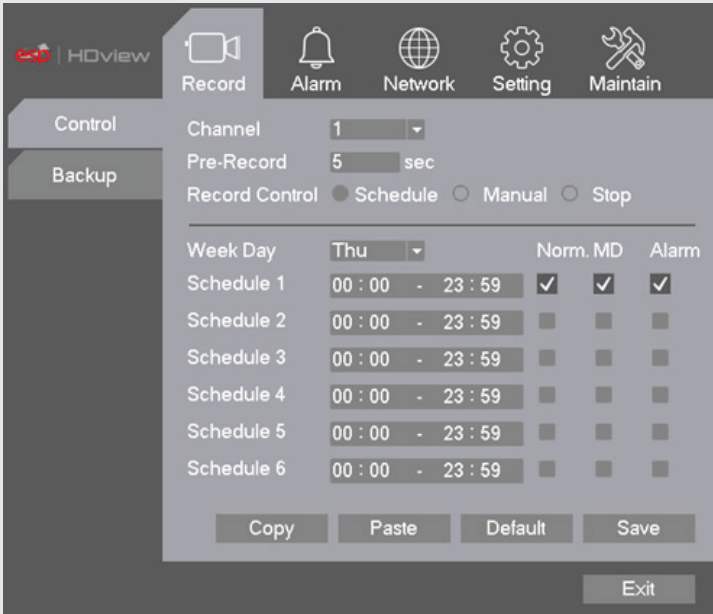 esp | HDview
Record Alarm Network Setting Maintain
Control
Backup
Channel 1
Pre-Record 5 sec
Record Control Schedule Manual Stop
Week Day Thu Norm. MD Alarm
Schedule 1 00 : 00 - 23 : 59
Schedule 2 00 : 00 - 23 : 59
Schedule 3 00 : 00 - 23 : 59
Schedule 4 00 : 00 - 23 : 59
Schedule 5 00 : 00 - 23 : 59
Schedule 6 00 : 00 - 23 : 59
Copy Paste Default Save
Exit